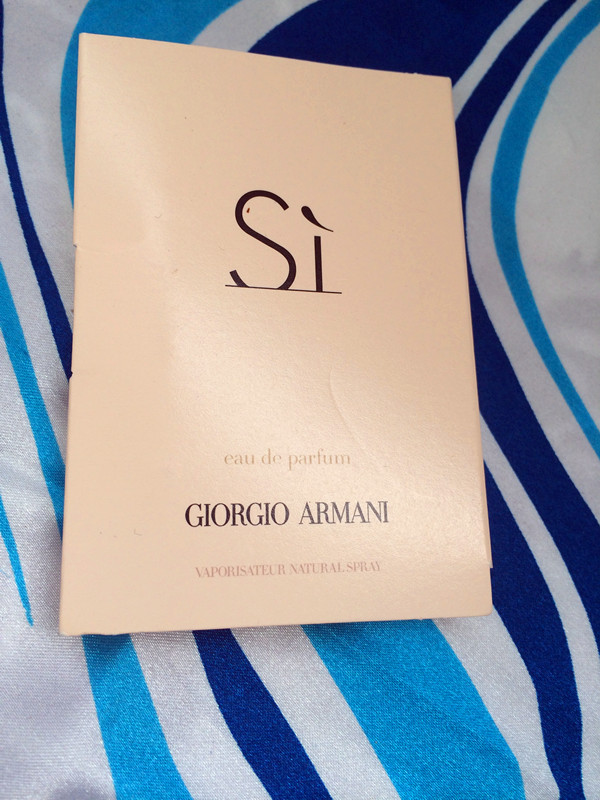 Sì
eau de parfum
GIORGIO ARMANI
VAPORISATEUR NATURAL SPRAY